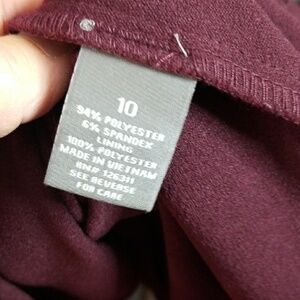 10
94% POLYESTER
6% SPANDEX
LINING
100% POLYESTER
MADE IN VIETNAM
RN# 126311
SEE REVERSE
FOR CARE